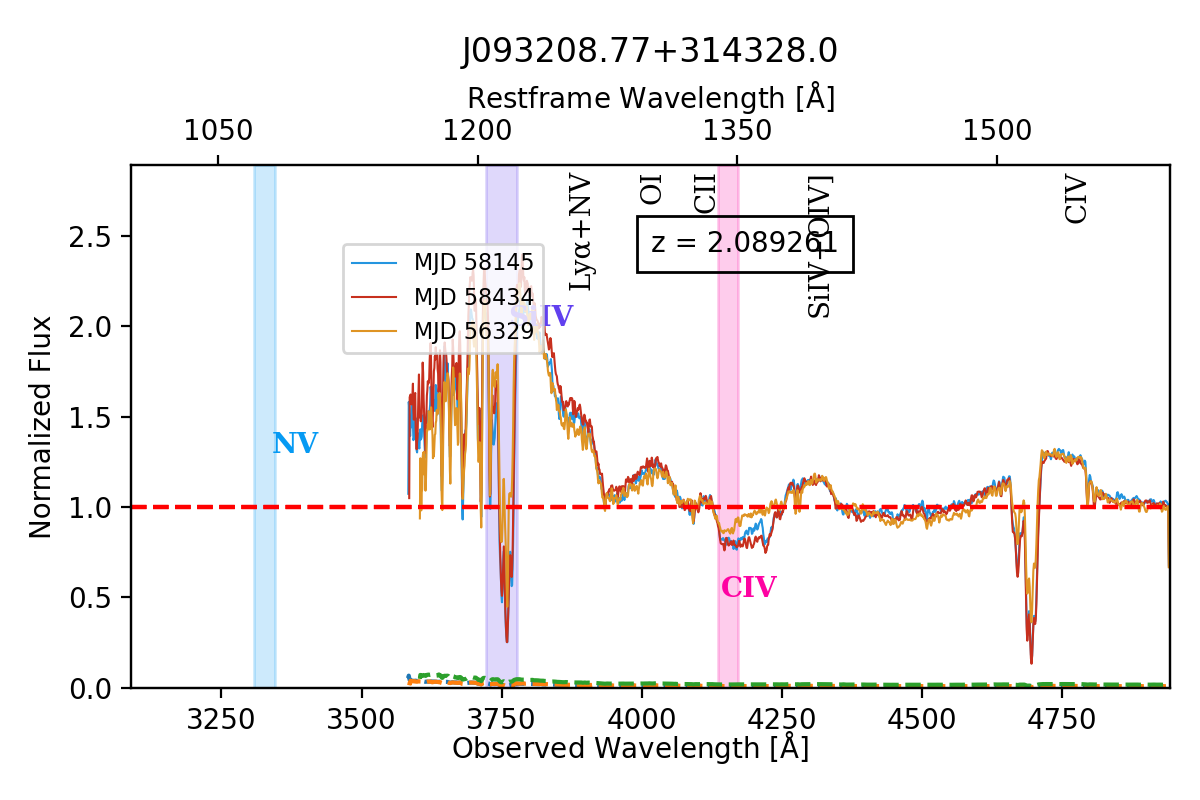 J093208.77+314328.0
Restframe Wavelength [Å]
1050 1200 1350 1500
Normalized Flux
2.5
2.0
1.5
1.0
0.5
0.0
MJD 58145
MJD 58434
MJD 56329
Lyα+NV
OI
CII
SiIV+OIV]
CIV
z = 2.089261
NV
CIV
3250 3500 3750 4000 4250 4500 4750
Observed Wavelength [Å]